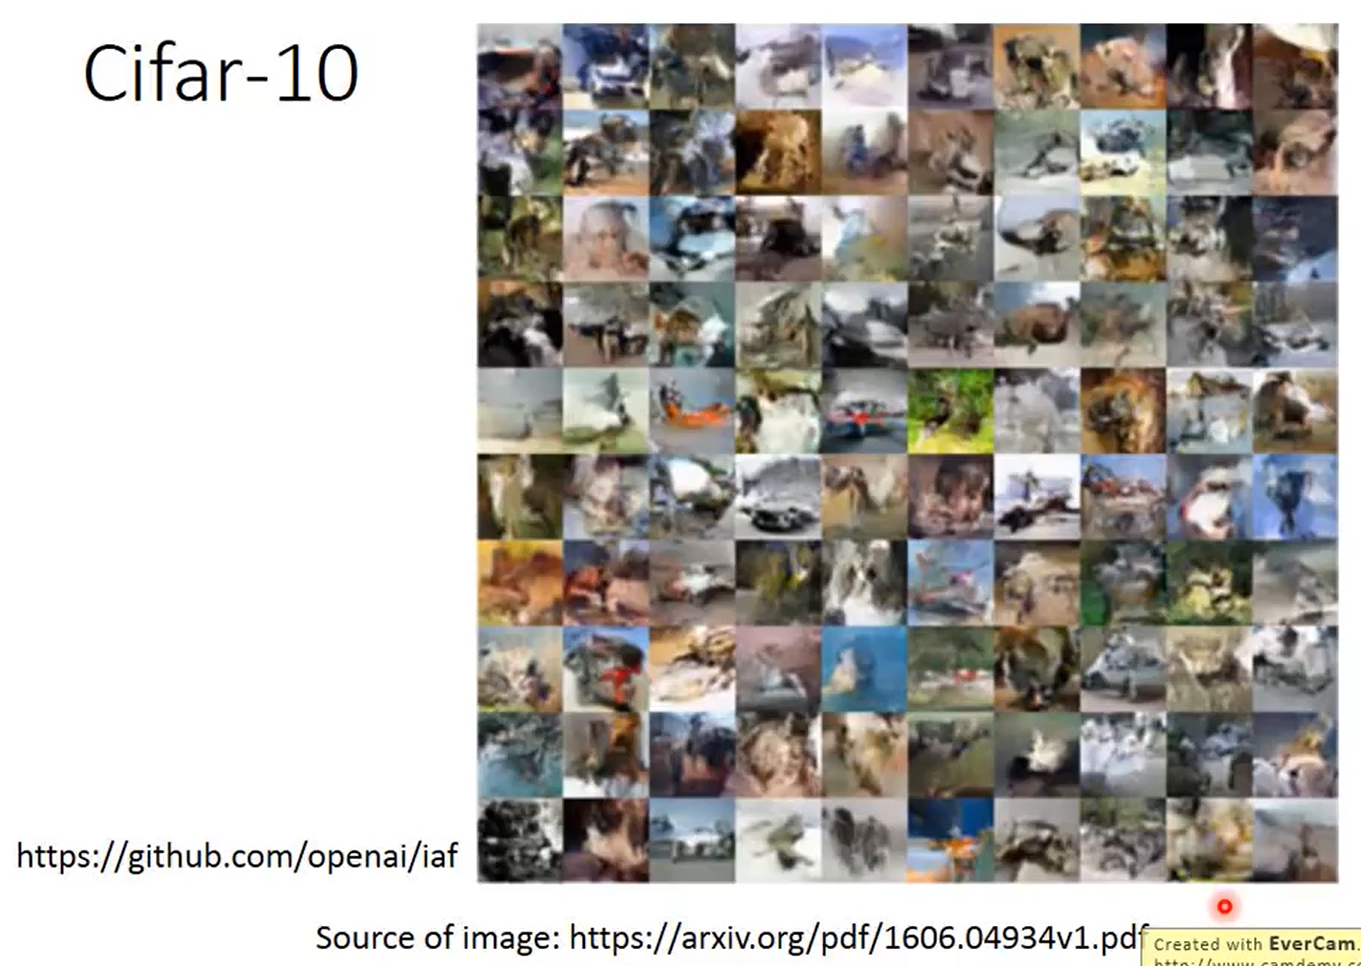 Cifar-10
https://github.com/openai/iaf
Source of image: https://arxiv.org/pdf/1606.04934v1.pdf
Created with EverCam.